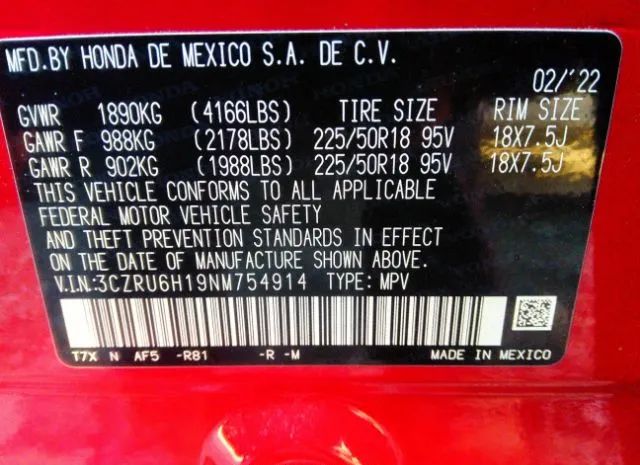 MFD.BY HONDA DE MEXICO S.A. DE C.V.
02/'22
GVWR 1890KG (4166LBS) TIRE SIZE RIM SIZE
GAWR F 988KG (2178LBS) 225/50R18 95V 18X7.5J
GAWR R 902KG (1988LBS) 225/50R18 95V 18X7.5J
THIS VEHICLE CONFORMS TO ALL APPLICABLE
FEDERAL MOTOR VEHICLE SAFETY
AND THEFT PREVENTION STANDARDS IN EFFECT
ON THE DATE OF MANUFACTURE SHOWN ABOVE.
V.I.N:3CZRU6H19NM754914 TYPE: MPV
T7X N AF5 -R81 -R -M MADE IN MEXICO